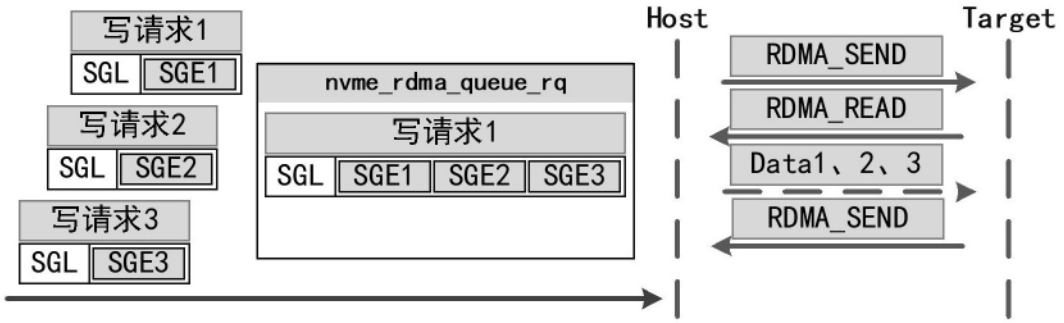 写请求1
SGL SGE1
写请求2
SGL SGE2
写请求3
SGL SGE3
nvme_rdma_queue_rq
写请求1
SGL SGE1 SGE2 SGE3
Host Target
RDMA_SEND
RDMA_READ
Data1、2、3
RDMA_SEND